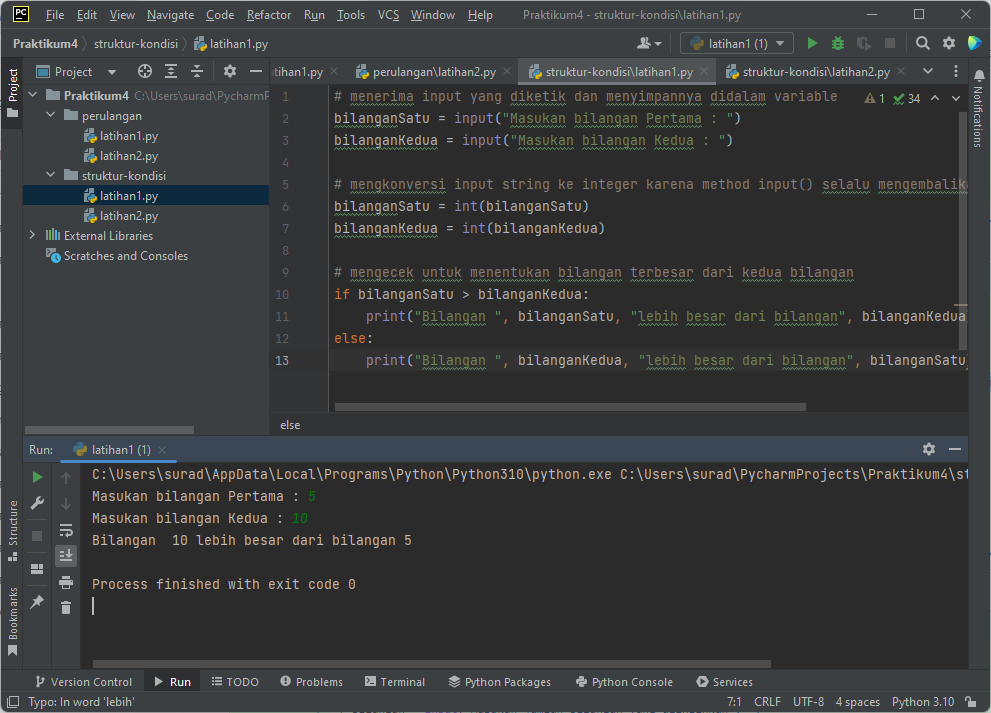 PC File Edit View Navigate Code Refactor Run Tools VCS Window Help Praktikum4 - struktur-kondisi\latihan1.py
Praktikum4 struktur-kondisi latihan1.py latihan1 (1)
Project
Project
Praktikum4 C:\Users\surad\PycharmP
perulangan
latihan1.py
latihan2.py
struktur-kondisi
latihan1.py
latihan2.py
External Libraries
Scratches and Consoles
tihan1.py perulangan\latihan2.py struktur-kondisi\latihan1.py struktur-kondisi\latihan2.py
1 34
Notifications
1 # menerima input yang diketik dan menyimpannya didalam variable
2 bilanganSatu = input("Masukan bilangan Pertama : ")
3 bilanganKedua = input("Masukan bilangan Kedua : ")
4
5 # mengkonversi input string ke integer karena method input() selalu mengembalik
6 bilanganSatu = int(bilanganSatu)
7 bilanganKedua = int(bilanganKedua)
8
9 # mengecek untuk menentukan bilangan terbesar dari kedua bilangan
10 if bilanganSatu > bilanganKedua:
11 print("Bilangan ", bilanganSatu, "lebih besar dari bilangan", bilanganKedua
12 else:
13 print("Bilangan ", bilanganKedua, "lebih besar dari bilangan", bilanganSatu
else
Run: latihan1 (1)
C:\Users\surad\AppData\Local\Programs\Python\Python310\python.exe C:\Users\surad\PycharmProjects\Praktikum4\st
Masukan bilangan Pertama : 5
Masukan bilangan Kedua : 10
Bilangan  10 lebih besar dari bilangan 5
Process finished with exit code 0
Structure
Bookmarks
Version Control Run TODO Problems Terminal Python Packages Python Console Services
Typo: In word 'lebih' 7:1 CRLF UTF-8 4 spaces Python 3.10